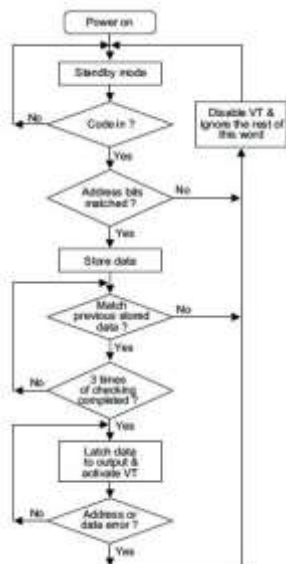 Power on
Standby mode
No
Code in ?
Disable VT &
Ignore the rest of
this word
Yes
Address bits
matched ?
No
Yes
Store data
Match
previous stored
data ?
No
Yes
No
3 times
of checking
completed ?
Yes
Latch data
to output &
activate VT
No
Address or
data error ?
Yes